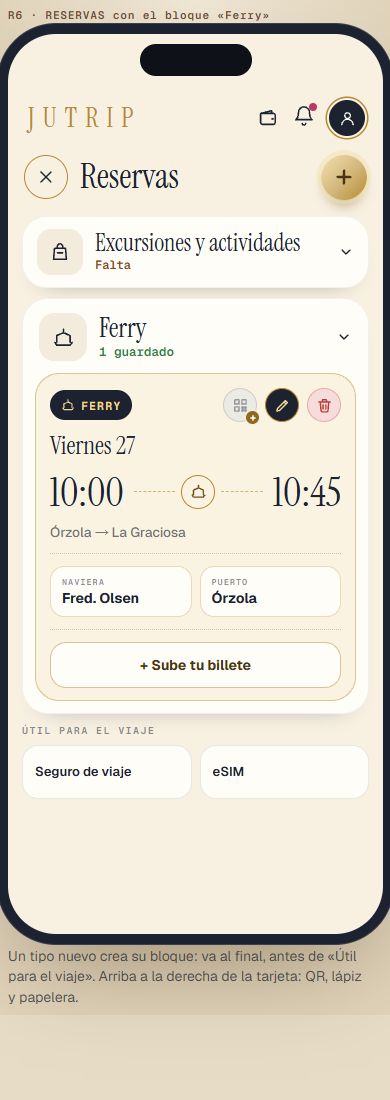 R6 · RESERVAS con el bloque «Ferry»
JUTRIP
Reservas
Excursiones y actividades
Falta
Ferry
1 guardado
FERRY
Viernes 27
10:00 10:45
Órzola → La Graciosa
NAVIERA PUERTO
Fred. Olsen Órzola
+ Sube tu billete
ÚTIL PARA EL VIAJE
Seguro de viaje eSIM
Un tipo nuevo crea su bloque: va al final, antes de «Útil
para el viaje». Arriba a la derecha de la tarjeta: QR, lápiz
y papelera.